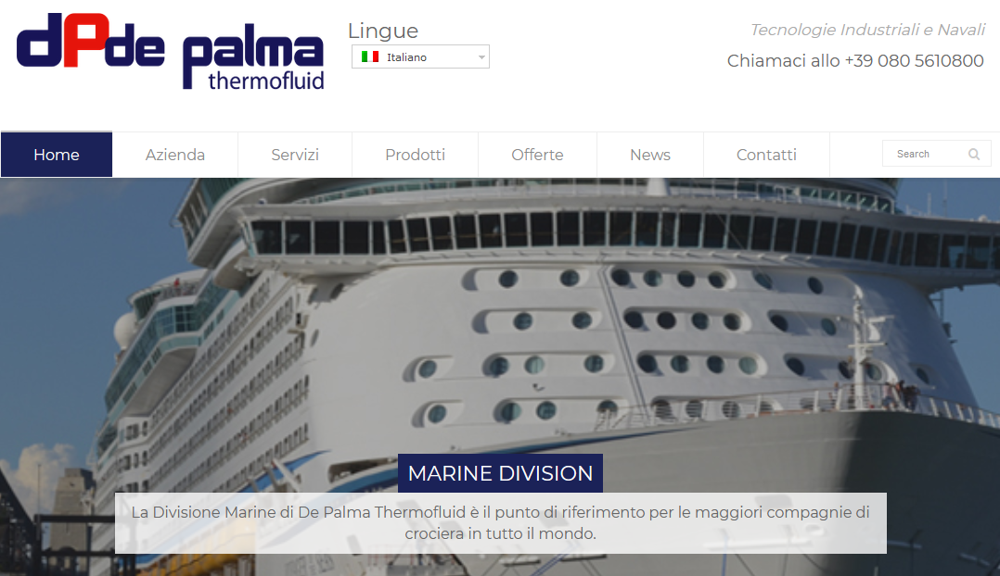 dP de palma
thermofluid
Lingue
Italiano
Tecnologie Industriali e Navali
Chiamaci allo +39 080 5610800
Home
Azienda
Servizi
Prodotti
Offerte
News
Contatti
Search
MARINE DIVISION
La Divisione Marine di De Palma Thermofluid è il punto di riferimento per le maggiori compagnie di
crociera in tutto il mondo.